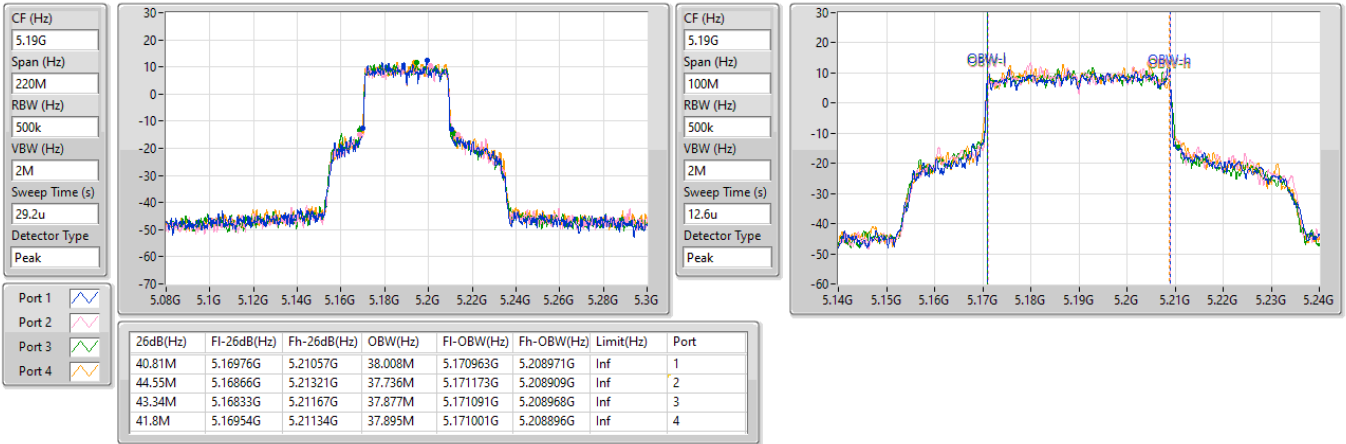 CF (Hz)
5.19G
Span (Hz)
220M
RBW (Hz)
500k
VBW (Hz)
2M
Sweep Time (s)
29.2u
Detector Type
Peak
30
20
10
0
-10
-20
-30
-40
-50
-60
-70
5.08G 5.1G 5.12G 5.14G 5.16G 5.18G 5.2G 5.22G 5.24G 5.26G 5.28G 5.3G
CF (Hz)
5.19G
Span (Hz)
100M
RBW (Hz)
500k
VBW (Hz)
2M
Sweep Time (s)
12.6u
Detector Type
Peak
30
20
10
0
-10
-20
-30
-40
-50
-60
OBW-l OBW-h
5.14G 5.15G 5.16G 5.17G 5.18G 5.19G 5.2G 5.21G 5.22G 5.23G 5.24G
Port 1
Port 2
Port 3
Port 4
26dB(Hz) Fl-26dB(Hz) Fh-26dB(Hz) OBW(Hz) Fl-OBW(Hz) Fh-OBW(Hz) Limit(Hz) Port
40.81M 5.16976G 5.21057G 38.008M 5.170963G 5.208971G Inf 1
44.55M 5.16866G 5.21321G 37.736M 5.171173G 5.208909G Inf 2
43.34M 5.16833G 5.21167G 37.877M 5.171091G 5.208968G Inf 3
41.8M 5.16954G 5.21134G 37.895M 5.171001G 5.208896G Inf 4